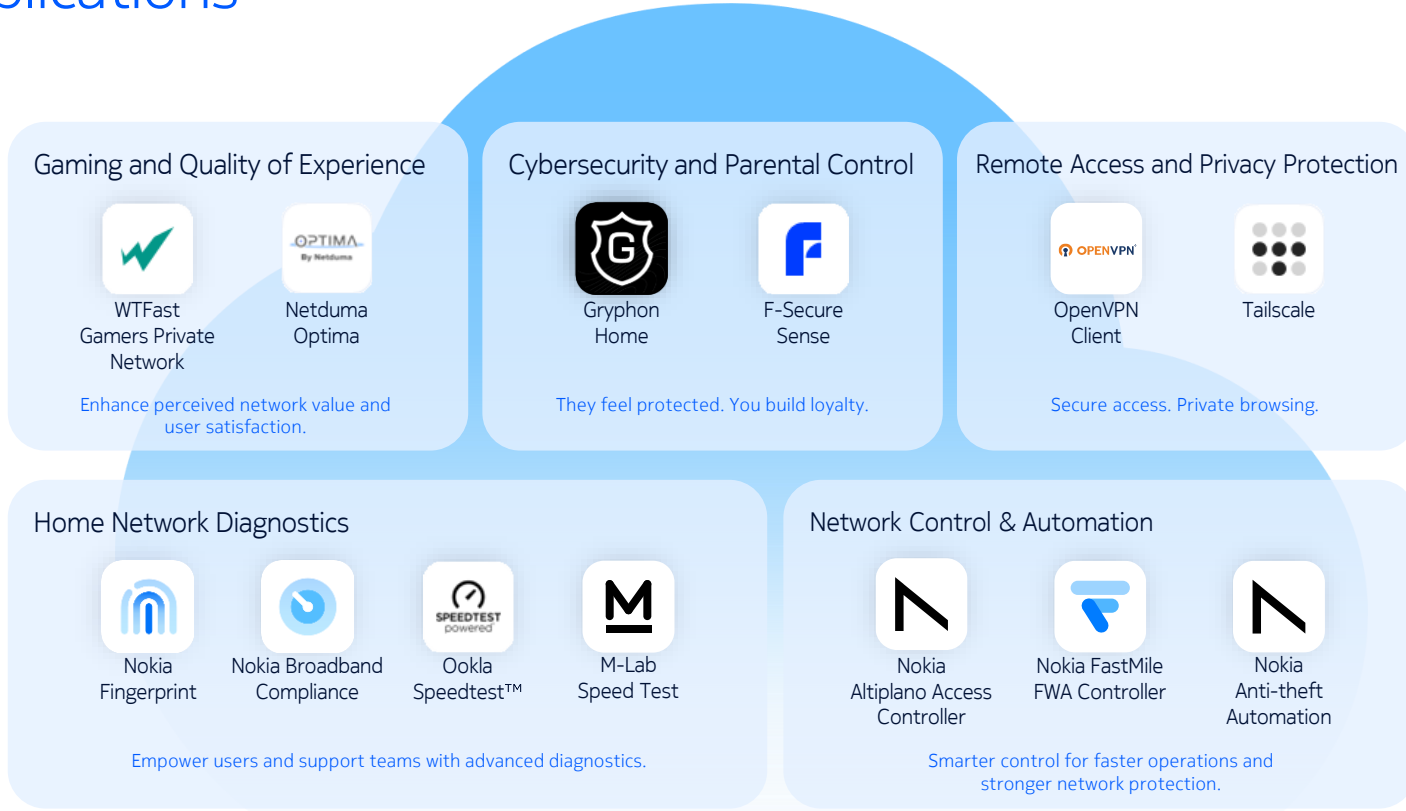 Gaming and Quality of Experience
OPTIMA
By Netduma
WTFast
Gamers Private
Network
Netduma
Optima
Enhance perceived network value and
user satisfaction.
Cybersecurity and Parental Control
G
Gryphon
Home
F-Secure
Sense
They feel protected. You build loyalty.
Remote Access and Privacy Protection
OPENVPN
OpenVPN
Client
Tailscale
Secure access. Private browsing.
Home Network Diagnostics
Nokia
Fingerprint
Nokia Broadband
Compliance
SPEEDTEST
powered
Ookla
Speedtest™
M
M-Lab
Speed Test
Empower users and support teams with advanced diagnostics.
Network Control & Automation
Nokia
Altiplano Access
Controller
Nokia FastMile
FWA Controller
Nokia
Anti-theft
Automation
Smarter control for faster operations and
stronger network protection.